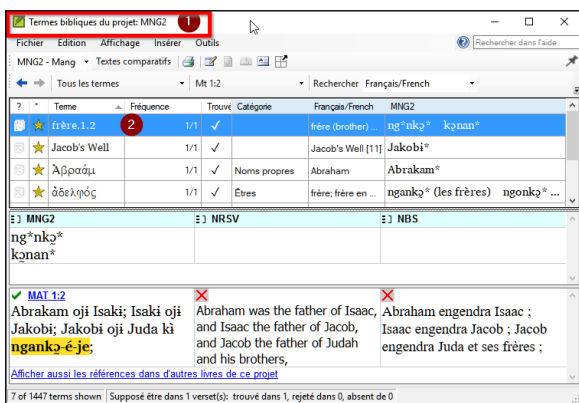 Termes bibliques du projet: MNG2 1
Fichier Edition Affichage Insérer Outils Rechercher dans l'aide
MNG2 - Mang Textes comparatifs
Tous les termes Mt 1:2 Rechercher Français/French
? * Terme Fréquence Trouvé Catégorie Français/French MNG2
frère.1.2 2 1/1 ✓ frère (brother) ... ng*nkə̰* kə̰nan*
Jacob's Well 1/1 ✓ Jacob's Well [11] Jakobi*
Ἀβραάμ 1/1 ✓ Noms propres Abraham Abrakam*
ἀδελφός 1/1 ✓ Êtres frère; frère en ... ngankə̰* (les frères) ngonkə̰* ...
MNG2 NRSV NBS
ng*nkə̰*
kə̰nan*
MAT 1:2
Abrakam oji Isaki; Isaki oji
Jakobi; Jakobi oji Juda kì
ngankə̰-é-je;
Abraham was the father of Isaac,
and Isaac the father of Jacob,
and Jacob the father of Judah
and his brothers,
Abraham engendra Isaac ;
Isaac engendra Jacob ; Jacob
engendra Juda et ses frères ;
Afficher aussi les références dans d'autres livres de ce projet
7 of 1447 terms shown Supposé être dans 1 verset(s): trouvé dans 1, rejeté dans 0, absent de 0